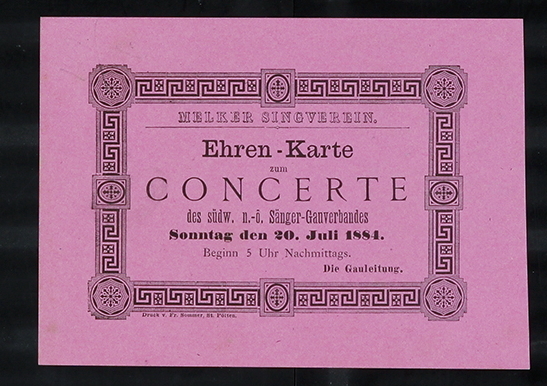 MELKER SINGVEREIN.
Ehren-Karte
zum
CONCERTE
des südw. n.-ö. Sänger-Gauverbandes
Sonntag den 20. Juli 1884.
Beginn 5 Uhr Nachmittags.
Die Gauleitung.
Druck v. Fr. Sommer, St. Pölten.